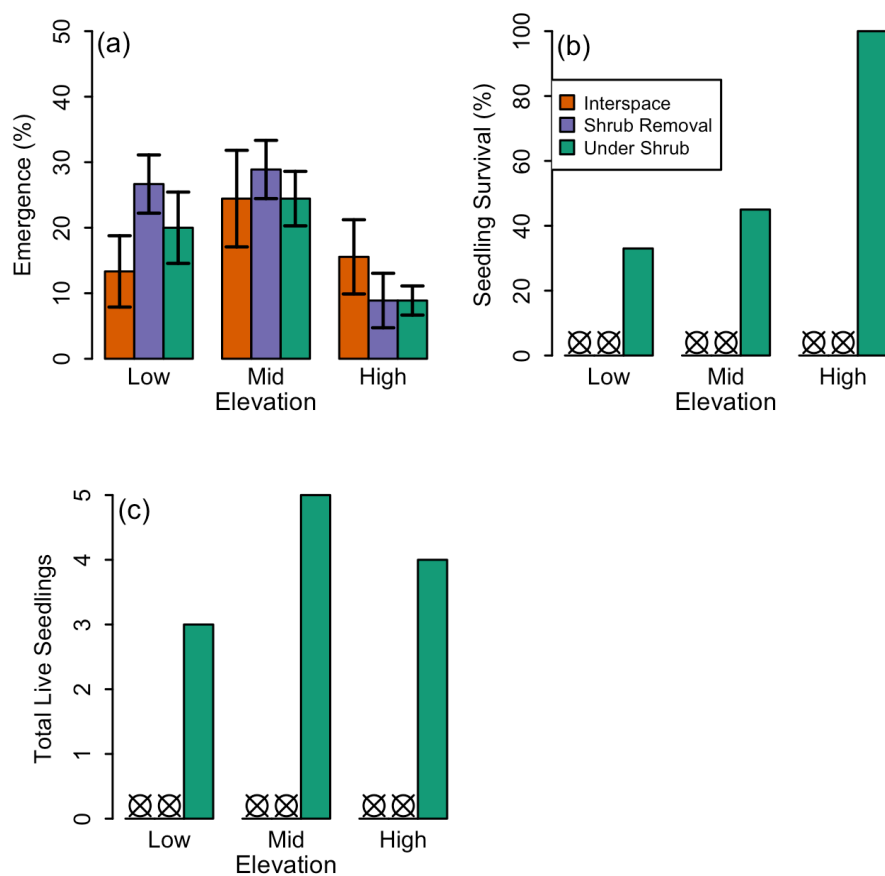 (a)
Emergence (%)
50
40
30
20
10
0
Low Mid High
Elevation
(b)
Seedling Survival (%)
100
80
60
40
20
0
Interspace
Shrub Removal
Under Shrub
Low Mid High
Elevation
(c)
Total Live Seedlings
5
4
3
2
1
0
Low Mid High
Elevation